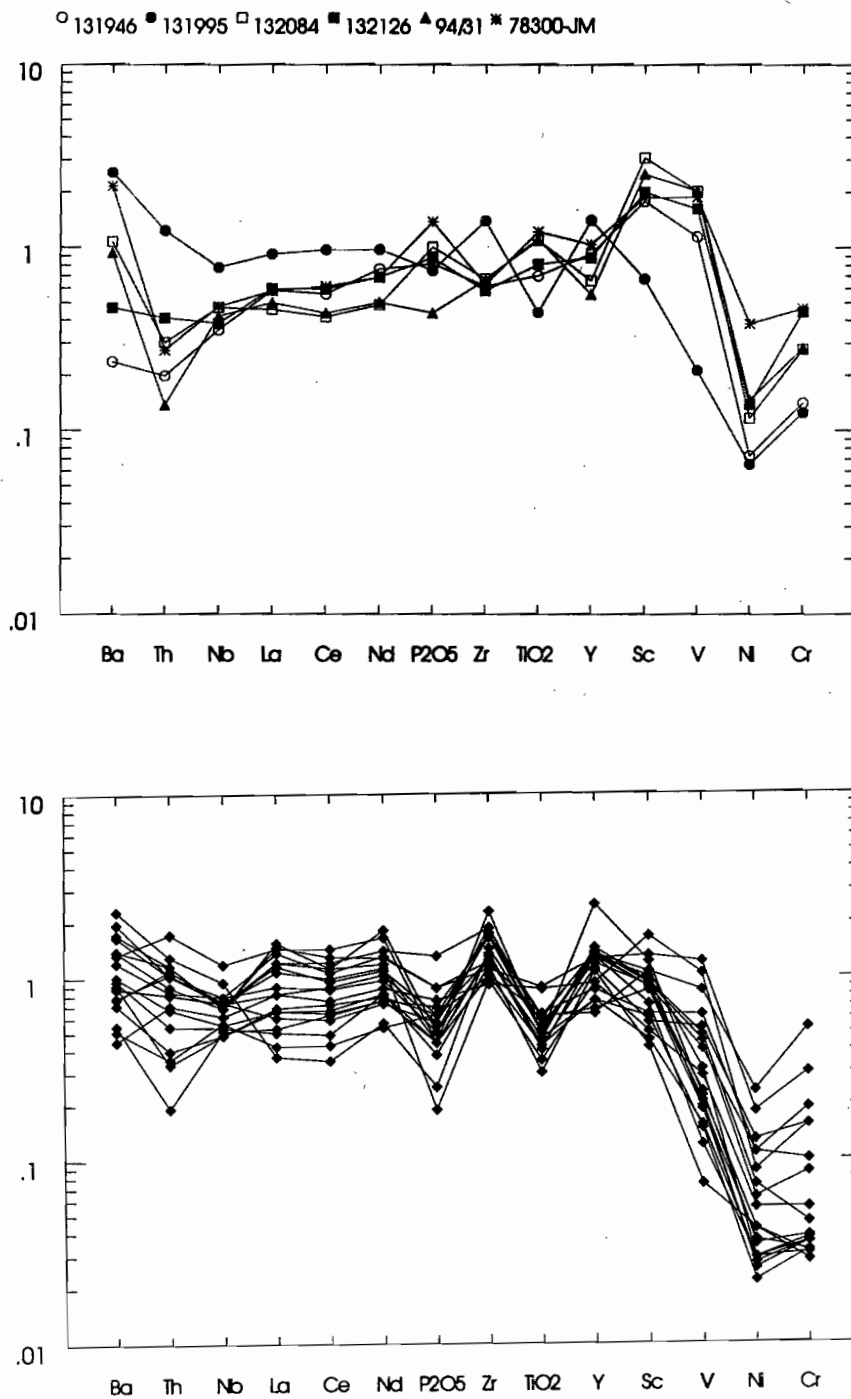 ○ 131946 ● 131995 □ 132084 ■ 132126 ▲ 94/31 * 78300-JM
10
1
.1
.01
Ba Th Nb La Ce Nd P2O5 Zr TiO2 Y Sc V Ni Cr
10
1
.1
.01
Ba Th Nb La Ce Nd P2O5 Zr TiO2 Y Sc V Ni Cr